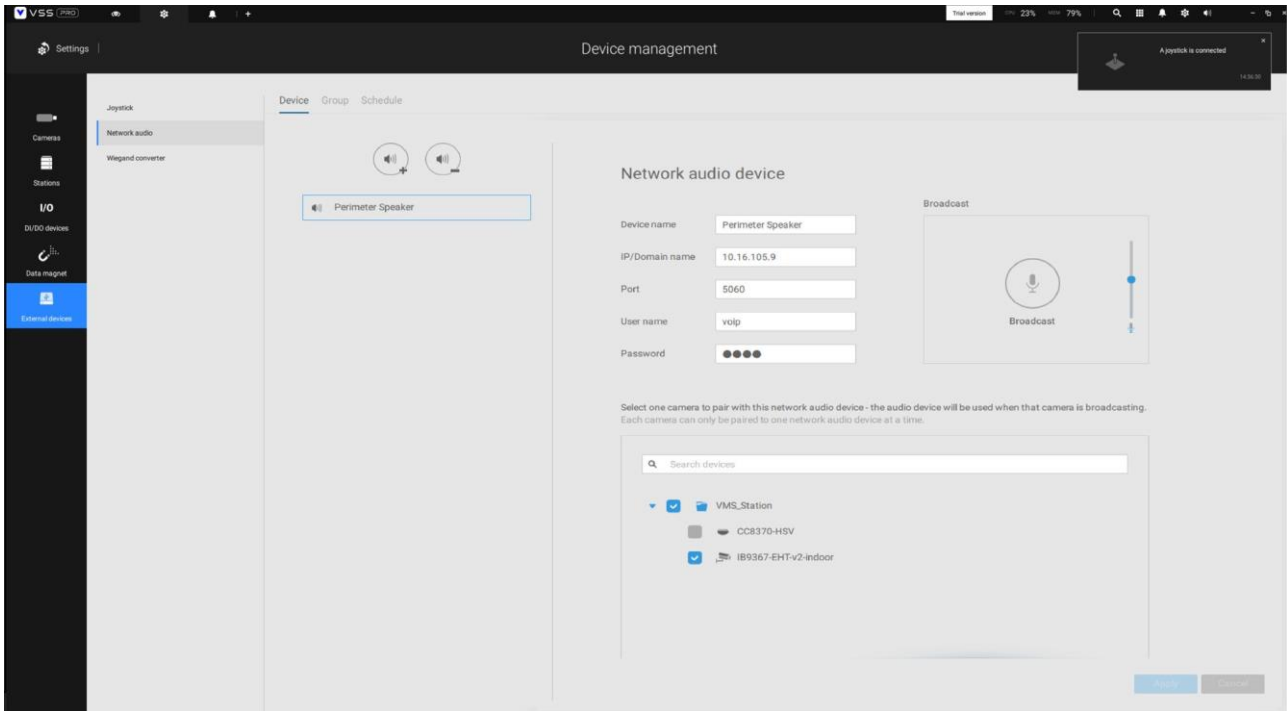 VSS PRO
Trial version
CPU 23% MEM 79%
Settings
Device management
A joystick is connected
14:36:30
Cameras
Stations
I/O
DI/DO devices
Data magnet
External devices
Joystick
Network audio
Wiegand converter
Device Group Schedule
Perimeter Speaker
Network audio device
Device name Perimeter Speaker
IP/Domain name 10.16.105.9
Port 5060
User name voip
Password
Broadcast
Broadcast
Select one camera to pair with this network audio device - the audio device will be used when that camera is broadcasting.
Each camera can only be paired to one network audio device at a time.
Search devices
VMS_Station
CC8370-HSV
IB9367-EHT-v2-indoor
Apply Cancel